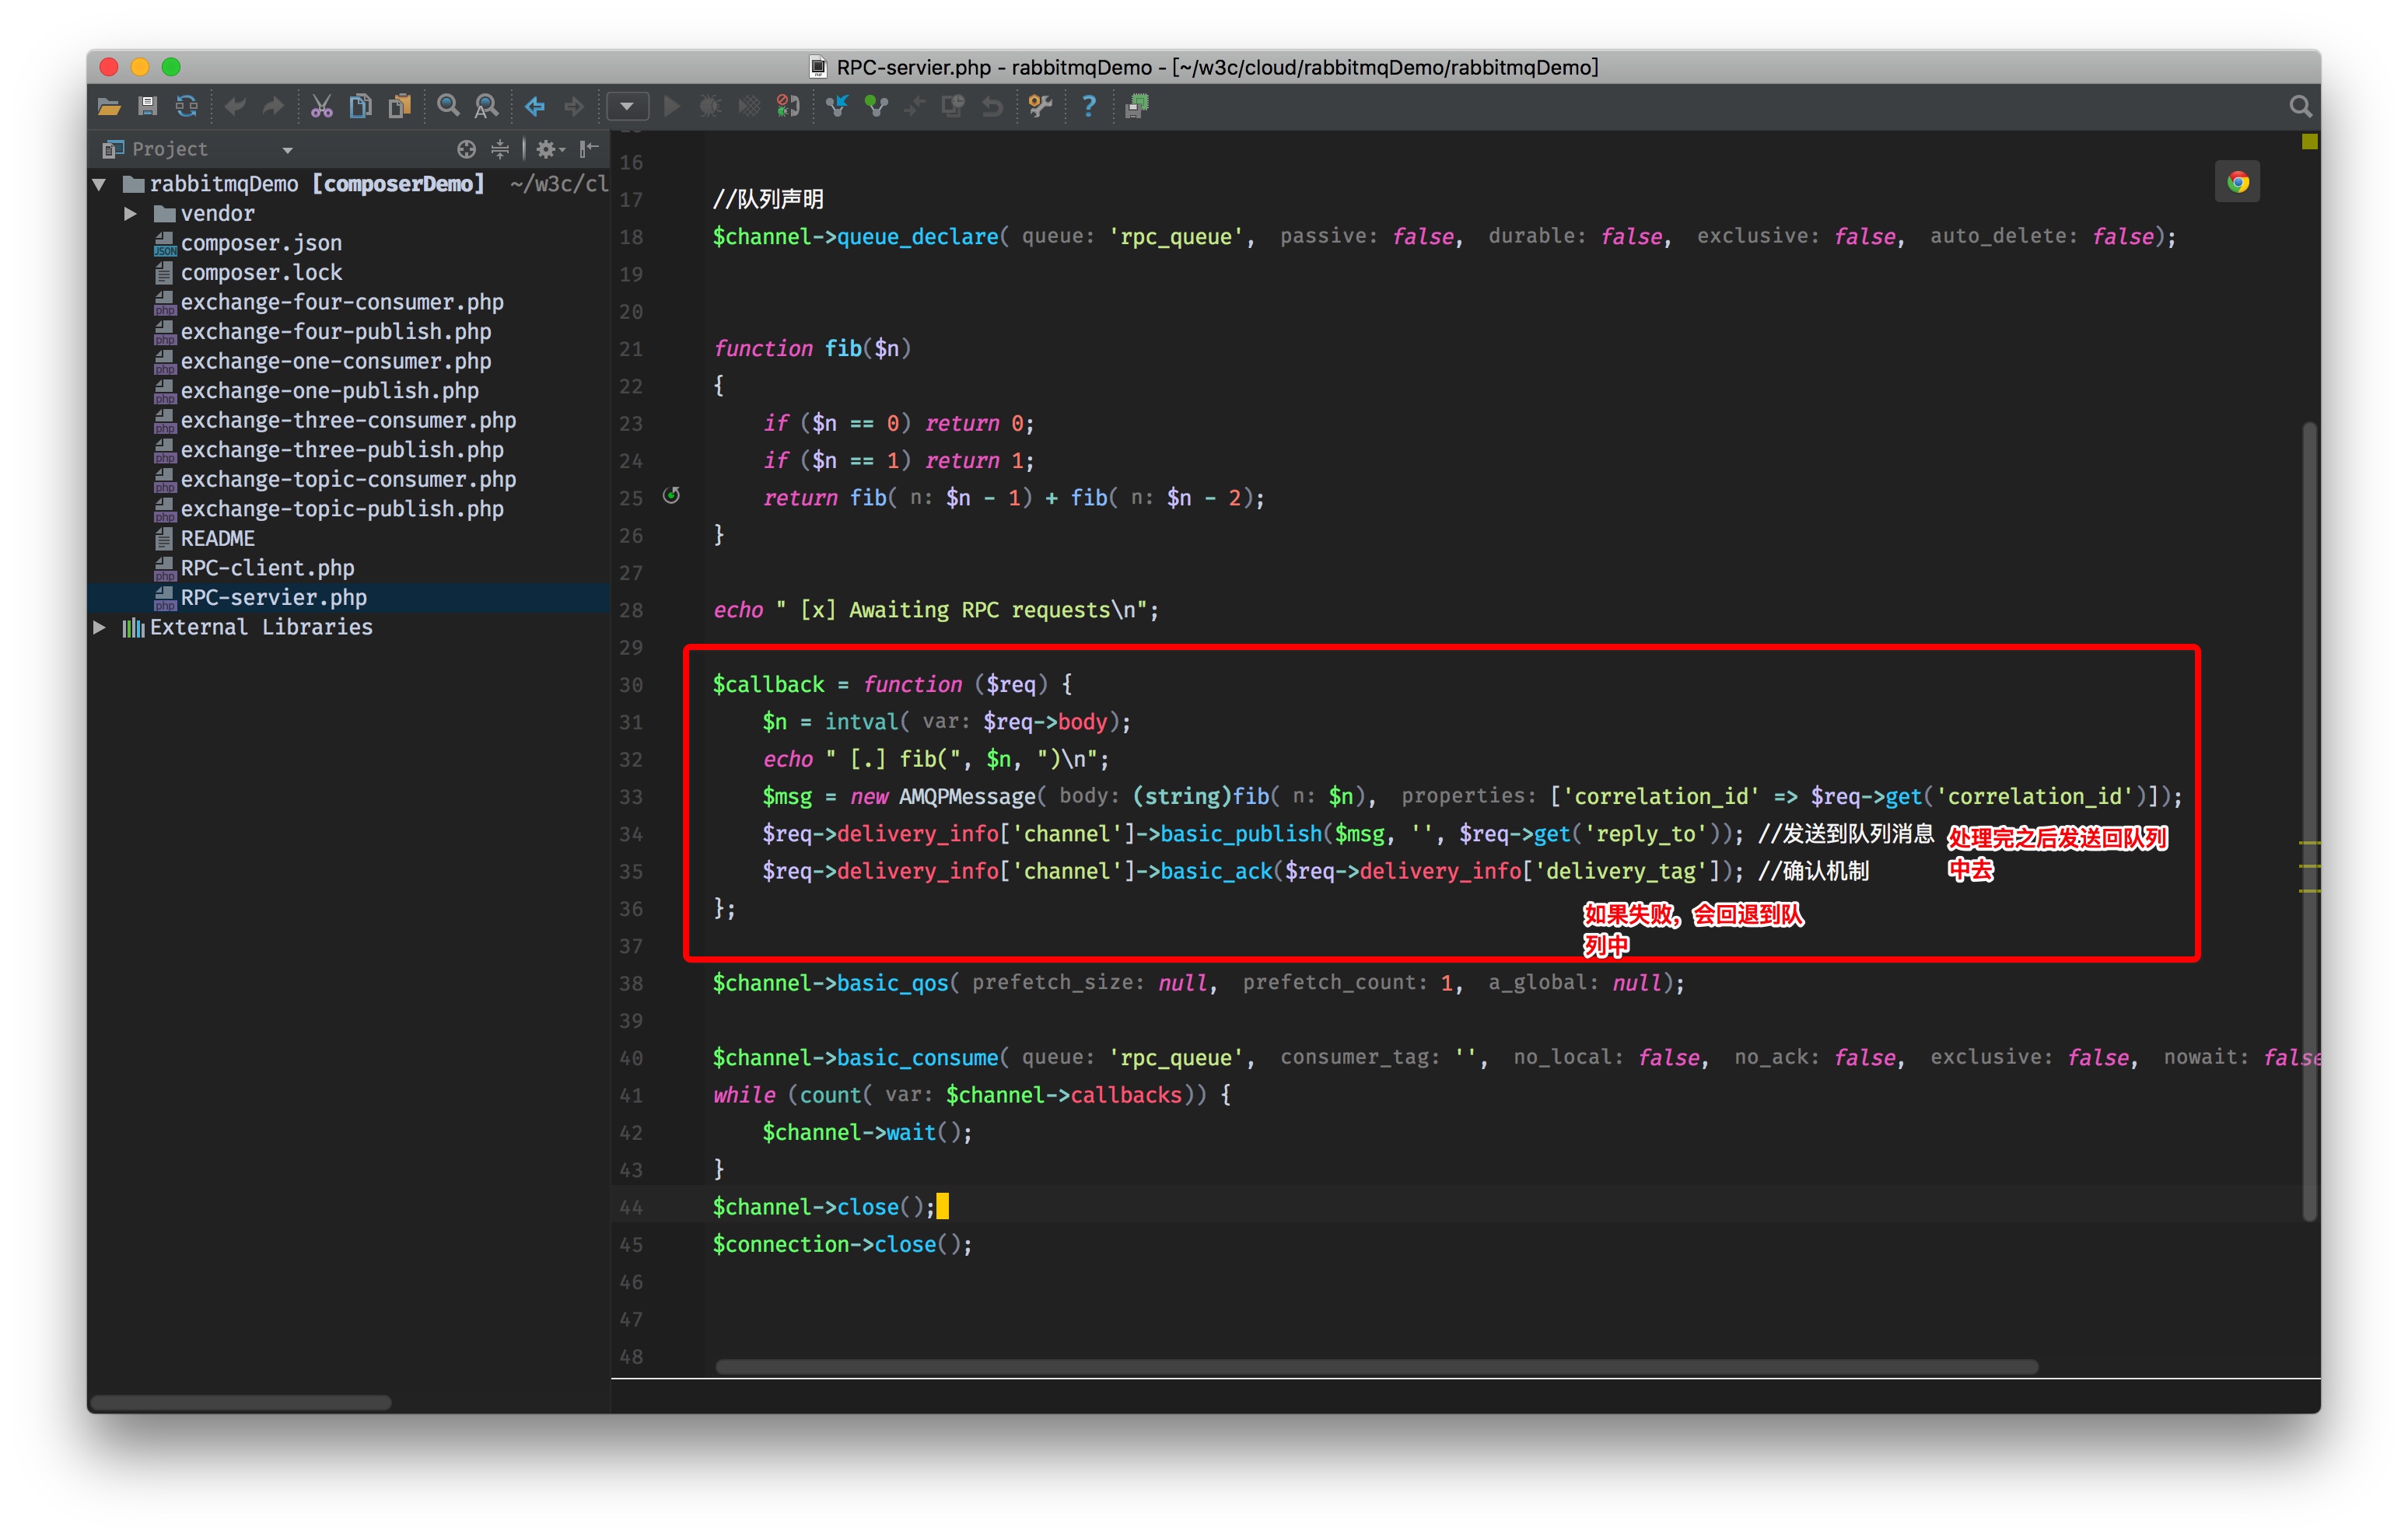 RPC-servier.php - rabbitmqDemo - [~/w3c/cloud/rabbitmqDemo/rabbitmqDemo]
Project
rabbitmqDemo [composerDemo] ~/w3c/cl
vendor
composer.json
composer.lock
exchange-four-consumer.php
exchange-four-publish.php
exchange-one-consumer.php
exchange-one-publish.php
exchange-three-consumer.php
exchange-three-publish.php
exchange-topic-consumer.php
exchange-topic-publish.php
README
RPC-client.php
RPC-servier.php
External Libraries
16
17 //队列声明
18 $channel->queue_declare( queue: 'rpc_queue', passive: false, durable: false, exclusive: false, auto_delete: false);
19
20
21 function fib($n)
22 {
23 if ($n == 0) return 0;
24 if ($n == 1) return 1;
25 return fib( n: $n - 1) + fib( n: $n - 2);
26 }
27
28 echo " [x] Awaiting RPC requests\n";
29
30 $callback = function ($req) {
31 $n = intval( var: $req->body);
32 echo " [.] fib(", $n, ")\n";
33 $msg = new AMQPMessage( body: (string)fib( n: $n), properties: ['correlation_id' => $req->get('correlation_id')]);
34 $req->delivery_info['channel']->basic_publish($msg, '', $req->get('reply_to')); //发送到队列消息 处理完之后发送回队列
35 $req->delivery_info['channel']->basic_ack($req->delivery_info['delivery_tag']); //确认机制 中去
36 };
如果失败，会回退到队
37
列中
38 $channel->basic_qos( prefetch_size: null, prefetch_count: 1, a_global: null);
39
40 $channel->basic_consume( queue: 'rpc_queue', consumer_tag: '', no_local: false, no_ack: false, exclusive: false, nowait: false
41 while (count( var: $channel->callbacks)) {
42 $channel->wait();
43 }
44 $channel->close();
45 $connection->close();
46
47
48